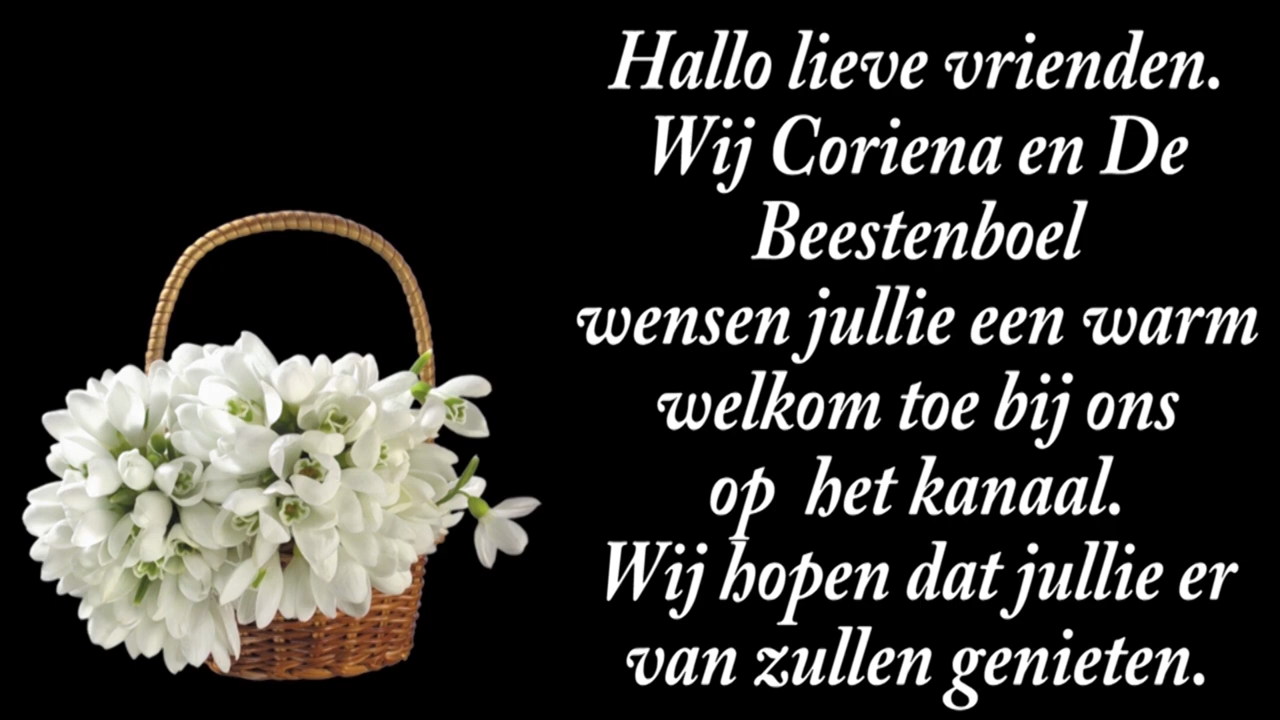 Hallo lieve vrienden.
Wij Coriena en De
Beestenboel
wensen jullie een warm
welkom toe bij ons
op het kanaal.
Wij hopen dat jullie er
van zullen genieten.